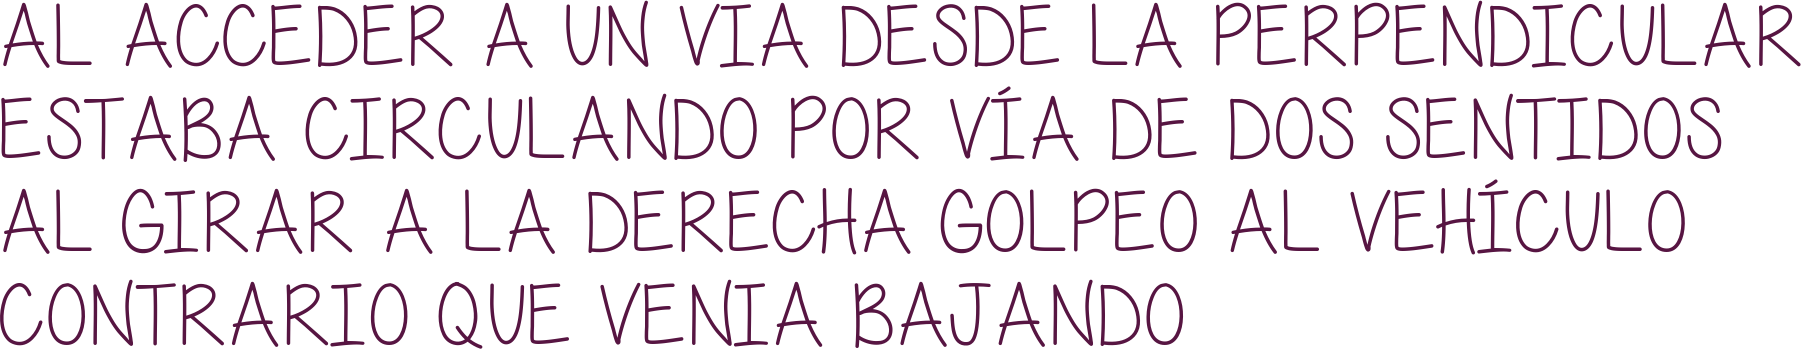 AL ACCEDER A UN VIA DESDE LA PERPENDICULAR
ESTABA CIRCULANDO POR VÍA DE DOS SENTIDOS
AL GIRAR A LA DERECHA GOLPEO AL VEHÍCULO
CONTRARIO QUE VENIA BAJANDO